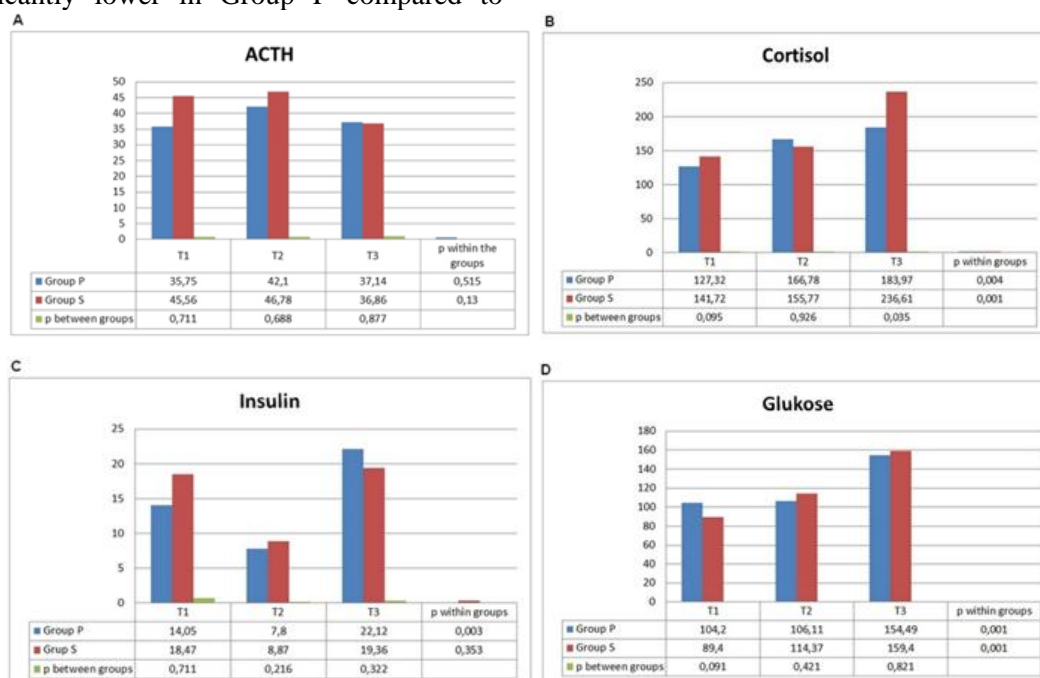 cantly lower in Group P compared to
A
ACTH
50
45
40
35
30
25
20
15
10
5
0
T1 T2 T3 p within the groups
Group P 35,75 42,1 37,14 0,515
Group S 45,56 46,78 36,86 0,13
p between groups 0,711 0,688 0,877
B
Cortisol
250
200
150
100
50
0
T1 T2 T3 p within groups
Group P 127,32 166,78 183,97 0,004
Group S 141,72 155,77 236,61 0,001
p between groups 0,095 0,926 0,035
C
Insulin
25
20
15
10
5
0
T1 T2 T3 p within groups
Group P 14,05 7,8 22,12 0,003
Grup S 18,47 8,87 19,36 0,353
p between groups 0,711 0,216 0,322
D
Glukose
180
160
140
120
100
80
60
40
20
0
T1 T2 T3 p within groups
Group P 104,2 106,11 154,49 0,001
Group S 89,4 114,37 159,4 0,001
p between groups 0,091 0,421 0,821